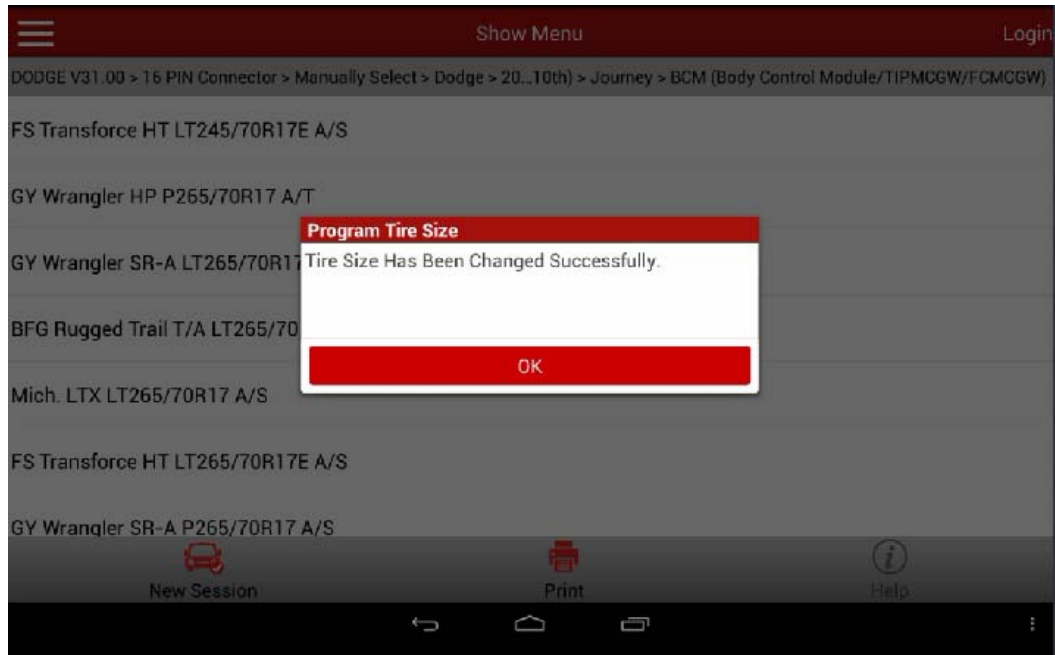 Show Menu
Login
DODGE V31.00 > 16 PIN Connector > Manually Select > Dodge > 20...10th) > Journey > BCM (Body Control Module/TIPMCGW/FCMCGW)
FS Transforce HT LT245/70R17E A/S
GY Wrangler HP P265/70R17 A/T
Program Tire Size
GY Wrangler SR-A LT265/70R17
Tire Size Has Been Changed Successfully.
BFG Rugged Trail T/A LT265/70
OK
Mich. LTX LT265/70R17 A/S
FS Transforce HT LT265/70R17E A/S
GY Wrangler SR-A P265/70R17 A/S
New Session
Print
Help